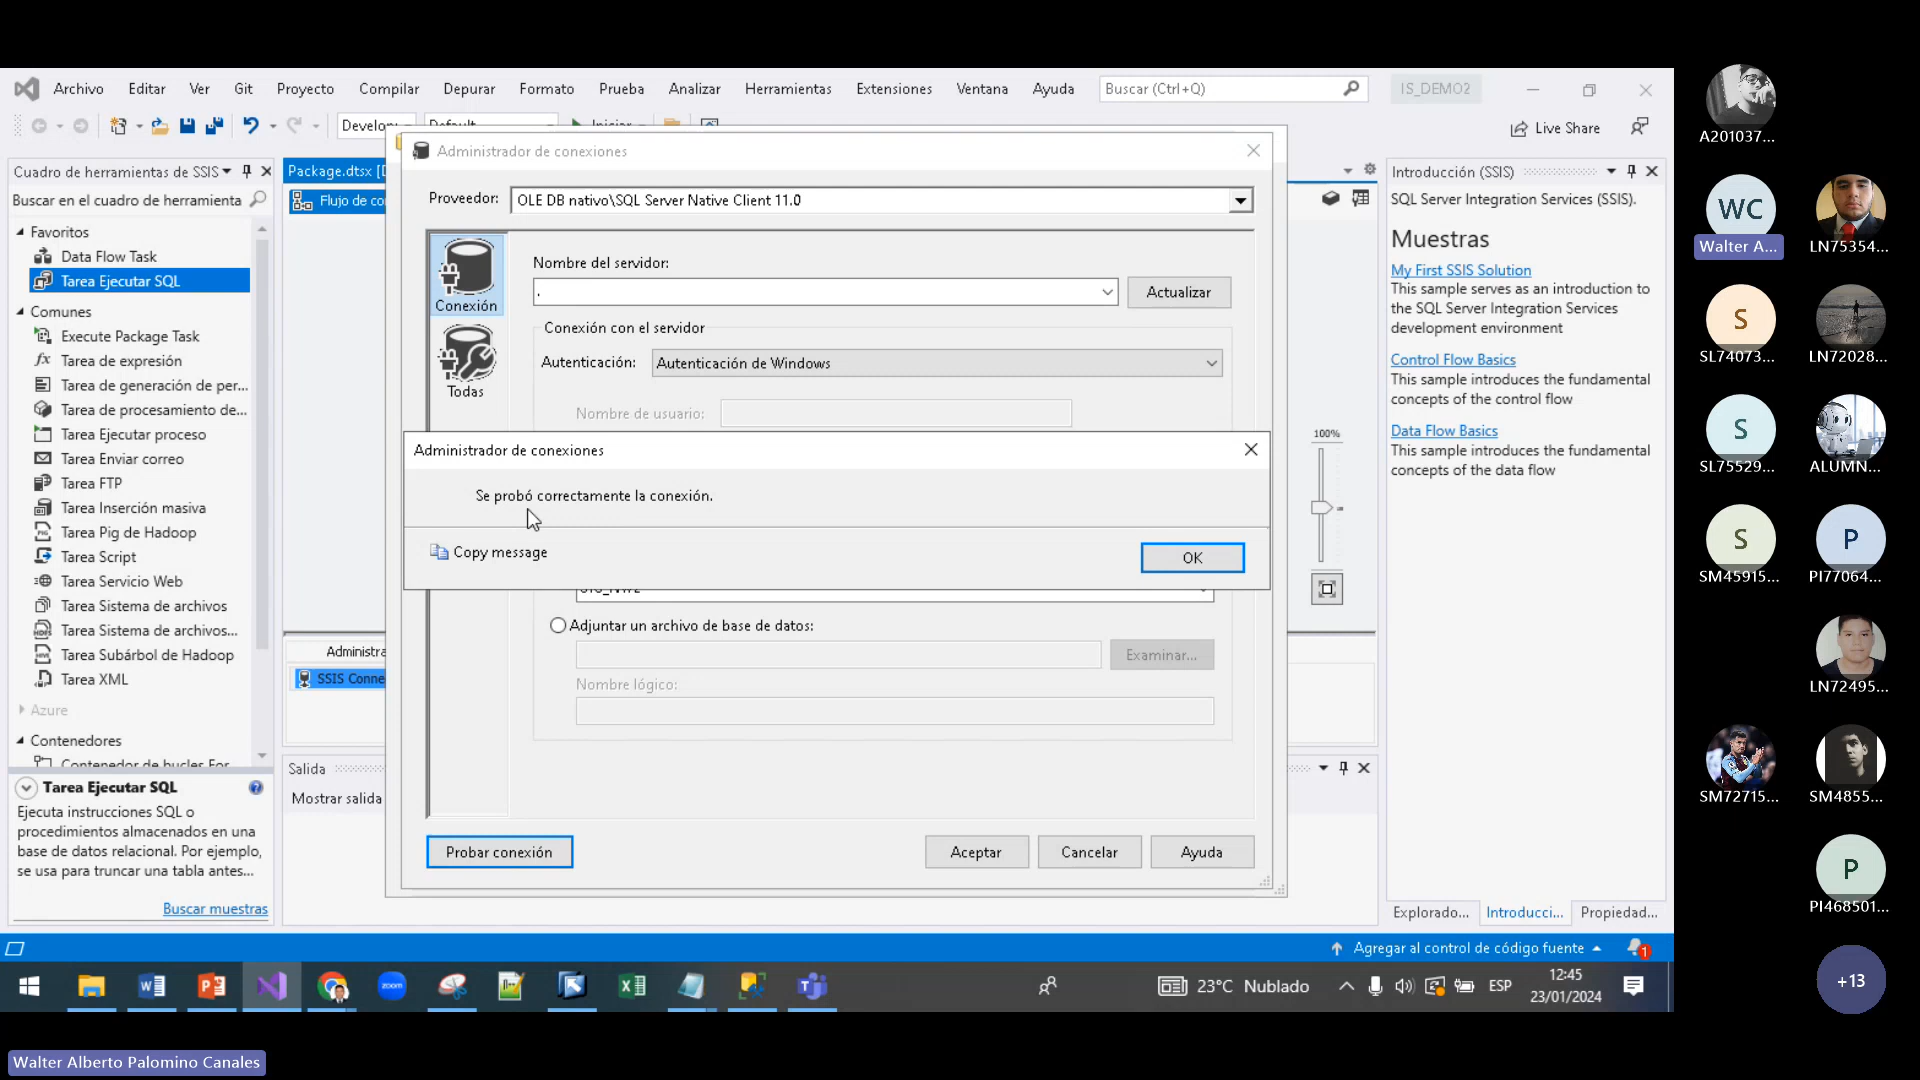 Archivo Editar Ver Git Proyecto Compilar Depurar Formato Prueba Analizar Herramientas Extensiones Ventana Ayuda
Buscar (Ctrl+Q)
IS_DEMO2
Live Share
Cuadro de herramientas de SSIS
Buscar en el cuadro de herramienta
Favoritos
Data Flow Task
Tarea Ejecutar SQL
Comunes
Execute Package Task
Tarea de expresión
Tarea de generación de per...
Tarea de procesamiento de...
Tarea Ejecutar proceso
Tarea Enviar correo
Tarea FTP
Tarea Inserción masiva
Tarea Pig de Hadoop
Tarea Script
Tarea Servicio Web
Tarea Sistema de archivos
Tarea Sistema de archivos...
Tarea Subárbol de Hadoop
Tarea XML
Azure
Contenedores
Tarea Ejecutar SQL
Ejecuta instrucciones SQL o
procedimientos almacenados en una
base de datos relacional. Por ejemplo,
se usa para truncar una tabla antes...
Buscar muestras
Package.dtsx [D
Flujo de co
Administra
SSIS Conne
Salida
Mostrar salida
Administrador de conexiones
Proveedor: OLE DB nativo\SQL Server Native Client 11.0
Conexión
Todas
Nombre del servidor:
.
Actualizar
Conexión con el servidor
Autenticación: Autenticación de Windows
Nombre de usuario:
Administrador de conexiones
Se probó correctamente la conexión.
Copy message
OK
Adjuntar un archivo de base de datos:
Examinar...
Nombre lógico:
Probar conexión Aceptar Cancelar Ayuda
100%
Introducción (SSIS)
SQL Server Integration Services (SSIS).
Muestras
My First SSIS Solution
This sample serves as an introduction to
the SQL Server Integration Services
development environment
Control Flow Basics
This sample introduces the fundamental
concepts of the control flow
Data Flow Basics
This sample introduces the fundamental
concepts of the data flow
Explorado... Introducci... Propiedad...
Agregar al control de código fuente
1
zoom
23°C Nublado
ESP
12:45
23/01/2024
A201037...
WC
Walter A...
LN75354...
S
SL74073...
LN72028...
S
SL75529...
ALUMN...
S
SM45915...
P
PI77064...
LN72495...
SM72715...
SM4855...
P
PI468501...
+13
Walter Alberto Palomino Canales